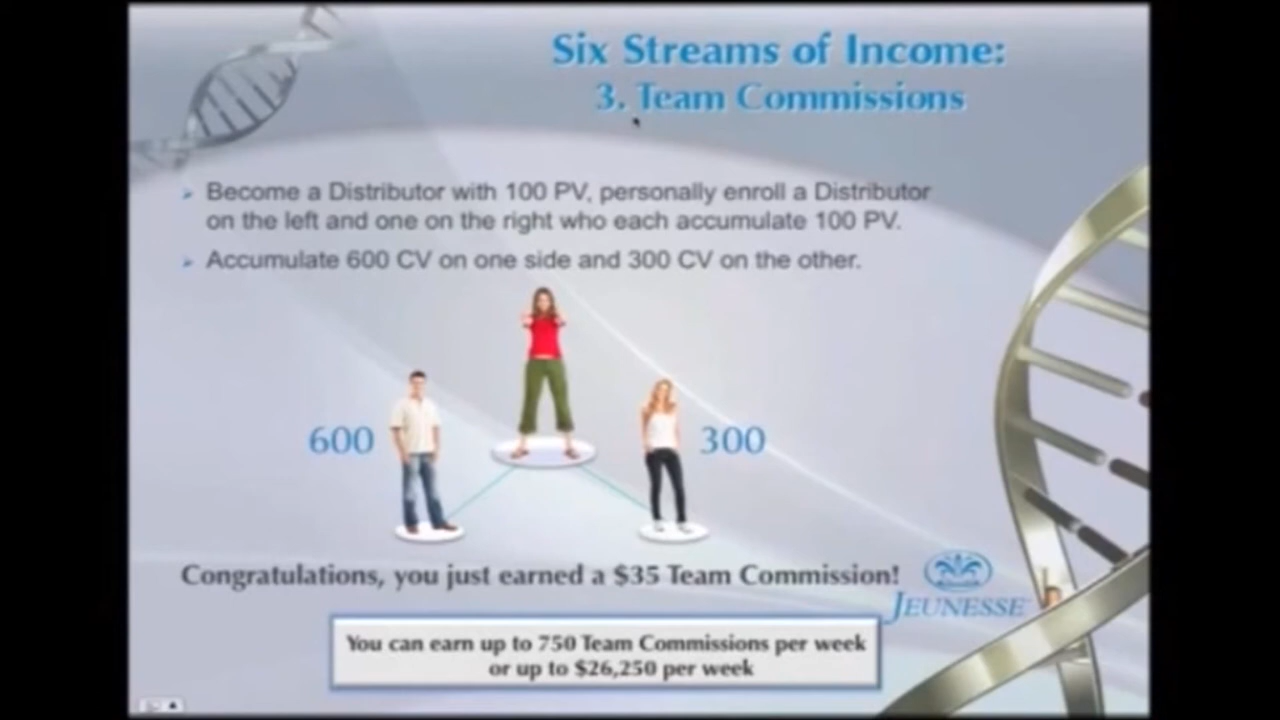 Six Streams of Income:
3. Team Commissions
Become a Distributor with 100 PV, personally enroll a Distributor
on the left and one on the right who each accumulate 100 PV.
Accumulate 600 CV on one side and 300 CV on the other.
600
300
Congratulations, you just earned a $35 Team Commission!
JEUNESSE
You can earn up to 750 Team Commissions per week
or up to $26,250 per week